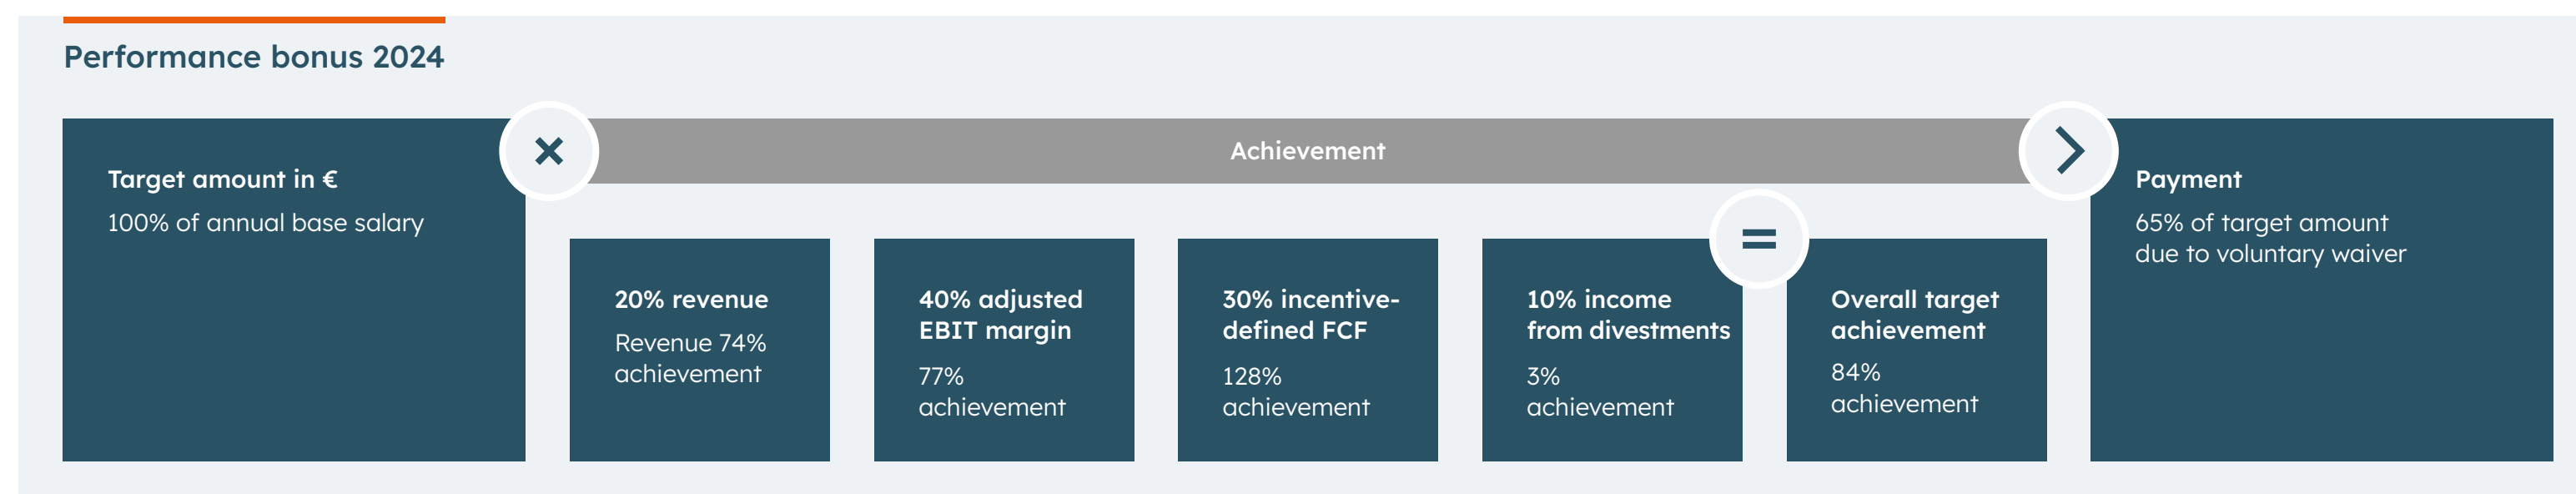 Performance bonus 2024
Target amount in €
100% of annual base salary
×
Achievement
20% revenue
Revenue 74%
achievement
40% adjusted
EBIT margin
77%
achievement
30% incentive-
defined FCF
128%
achievement
10% income
from divestments
3%
achievement
=
Overall target
achievement
84%
achievement
>
Payment
65% of target amount
due to voluntary waiver